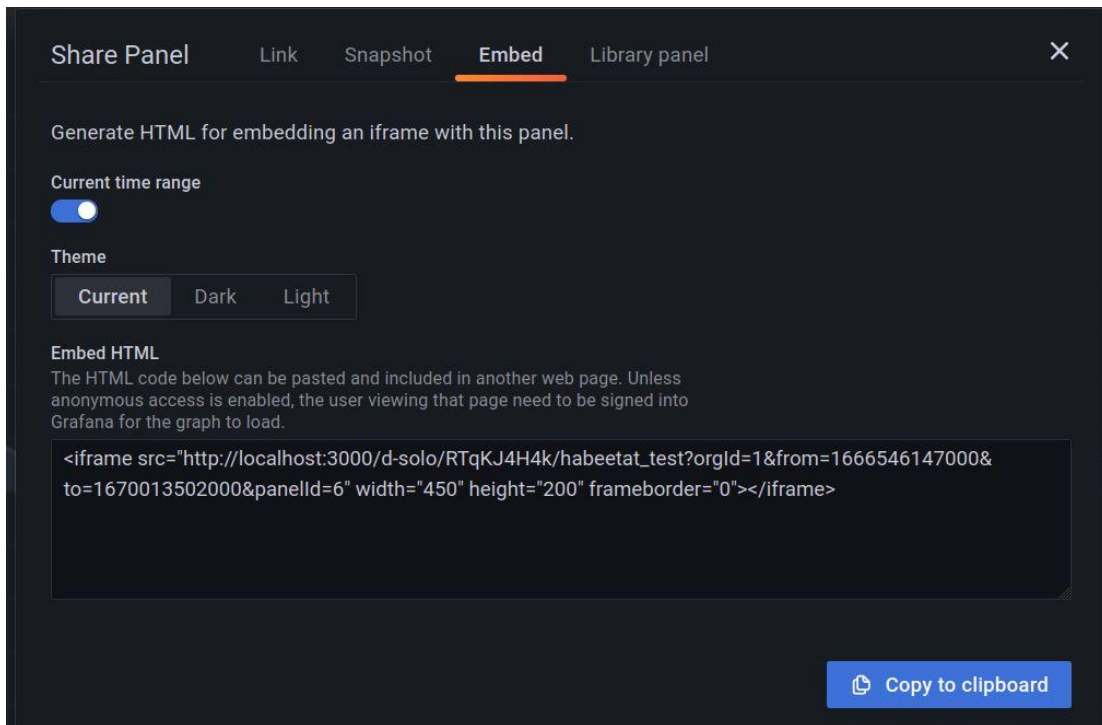 Share Panel Link Snapshot Embed Library panel
Generate HTML for embedding an iframe with this panel.
Current time range
Theme
Current Dark Light
Embed HTML
The HTML code below can be pasted and included in another web page. Unless
anonymous access is enabled, the user viewing that page need to be signed into
Grafana for the graph to load.
<iframe src="http://localhost:3000/d-solo/RTqKJ4H4k/habeetat_test?orgId=1&from=1666546147000&
to=1670013502000&panelId=6" width="450" height="200" frameborder="0"></iframe>
Copy to clipboard